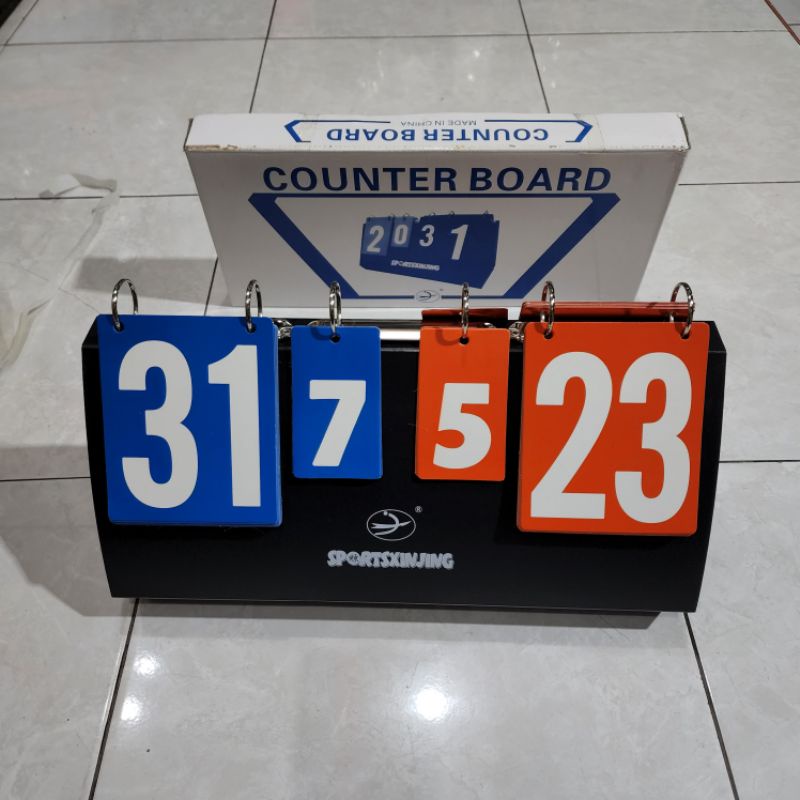 COUNTER BOARD
MADE IN CHINA
COUNTER BOARD
2031
SPORTSXINJING
31 7 5 23
®
SPORTSXINJING